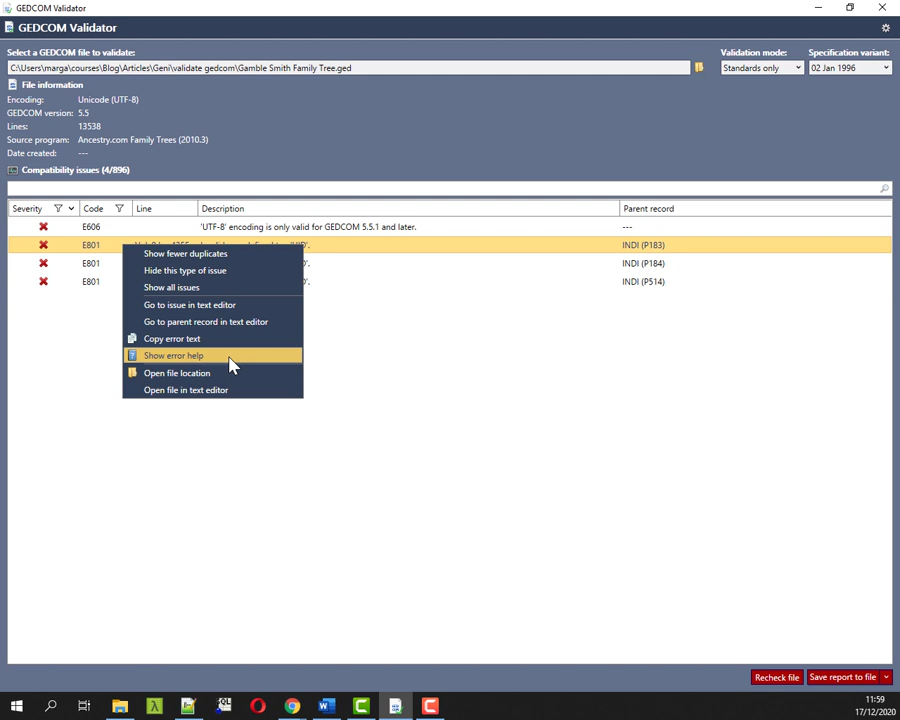 GEDCOM Validator
GEDCOM Validator
Select a GEDCOM file to validate:
Validation mode:
Specification variant:
C:\Users\marga\courses\Blog\Articles\Geni\validate gedcom\Gamble Smith Family Tree.ged
Standards only
02 Jan 1996
File information
Encoding: Unicode (UTF-8)
GEDCOM version: 5.5
Lines: 13538
Source program: Ancestry.com Family Trees (2010.3)
Date created: ---
Compatibility issues (4/896)
Severity Code Line Description Parent record
E606 'UTF-8' encoding is only valid for GEDCOM 5.5.1 and later. ---
E801 INDI (P183)
E801 INDI (P184)
E801 INDI (P514)
Show fewer duplicates
Hide this type of issue
Show all issues
Go to issue in text editor
Go to parent record in text editor
Copy error text
Show error help
Open file location
Open file in text editor
Recheck file
Save report to file
11:59
17/12/2020